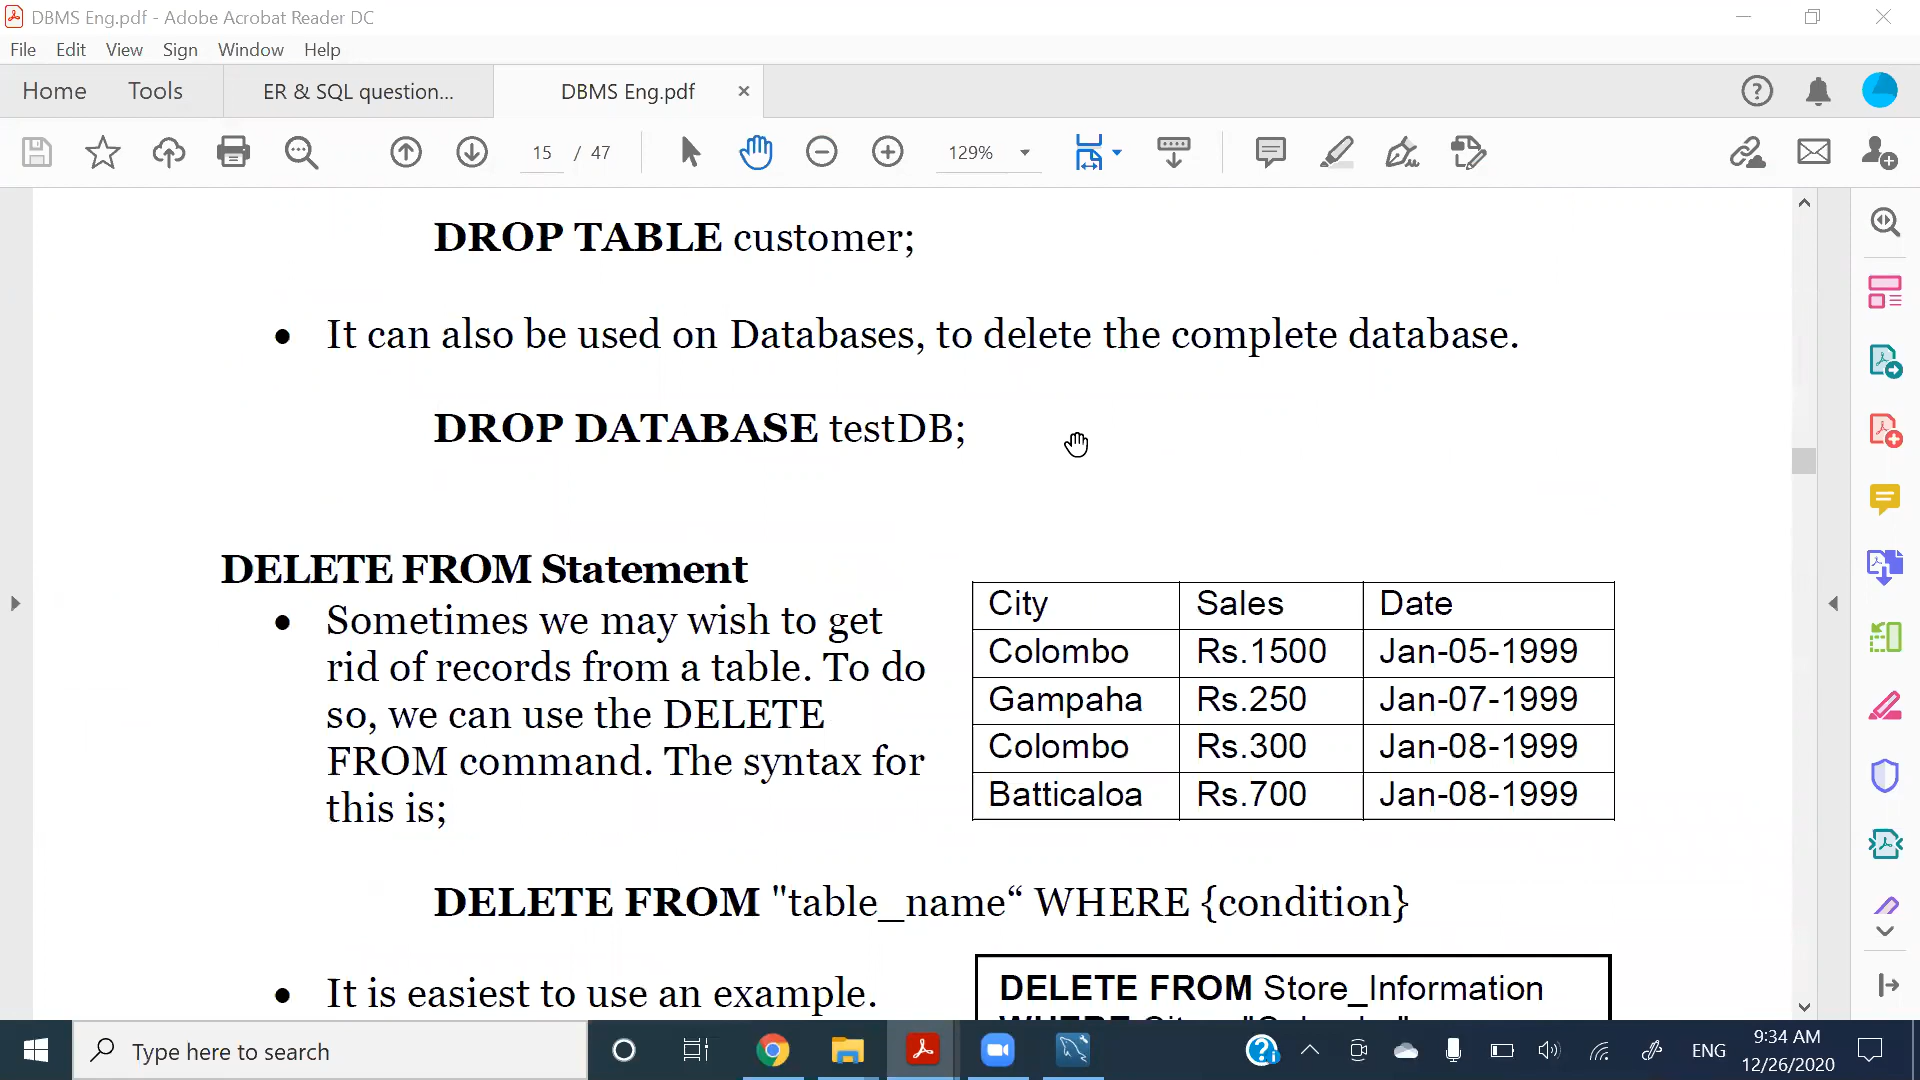 DBMS Eng.pdf - Adobe Acrobat Reader DC
File Edit View Sign Window Help
Home Tools ER & SQL question... DBMS Eng.pdf ×
15 / 47 129%
DROP TABLE customer;
• It can also be used on Databases, to delete the complete database.
DROP DATABASE testDB;
DELETE FROM Statement
• Sometimes we may wish to get
rid of records from a table. To do
so, we can use the DELETE
FROM command. The syntax for
this is;
City Sales Date
Colombo Rs.1500 Jan-05-1999
Gampaha Rs.250 Jan-07-1999
Colombo Rs.300 Jan-08-1999
Batticaloa Rs.700 Jan-08-1999
DELETE FROM "table_name“ WHERE {condition}
• It is easiest to use an example.
DELETE FROM Store_Information
Type here to search
ENG
9:34 AM
12/26/2020